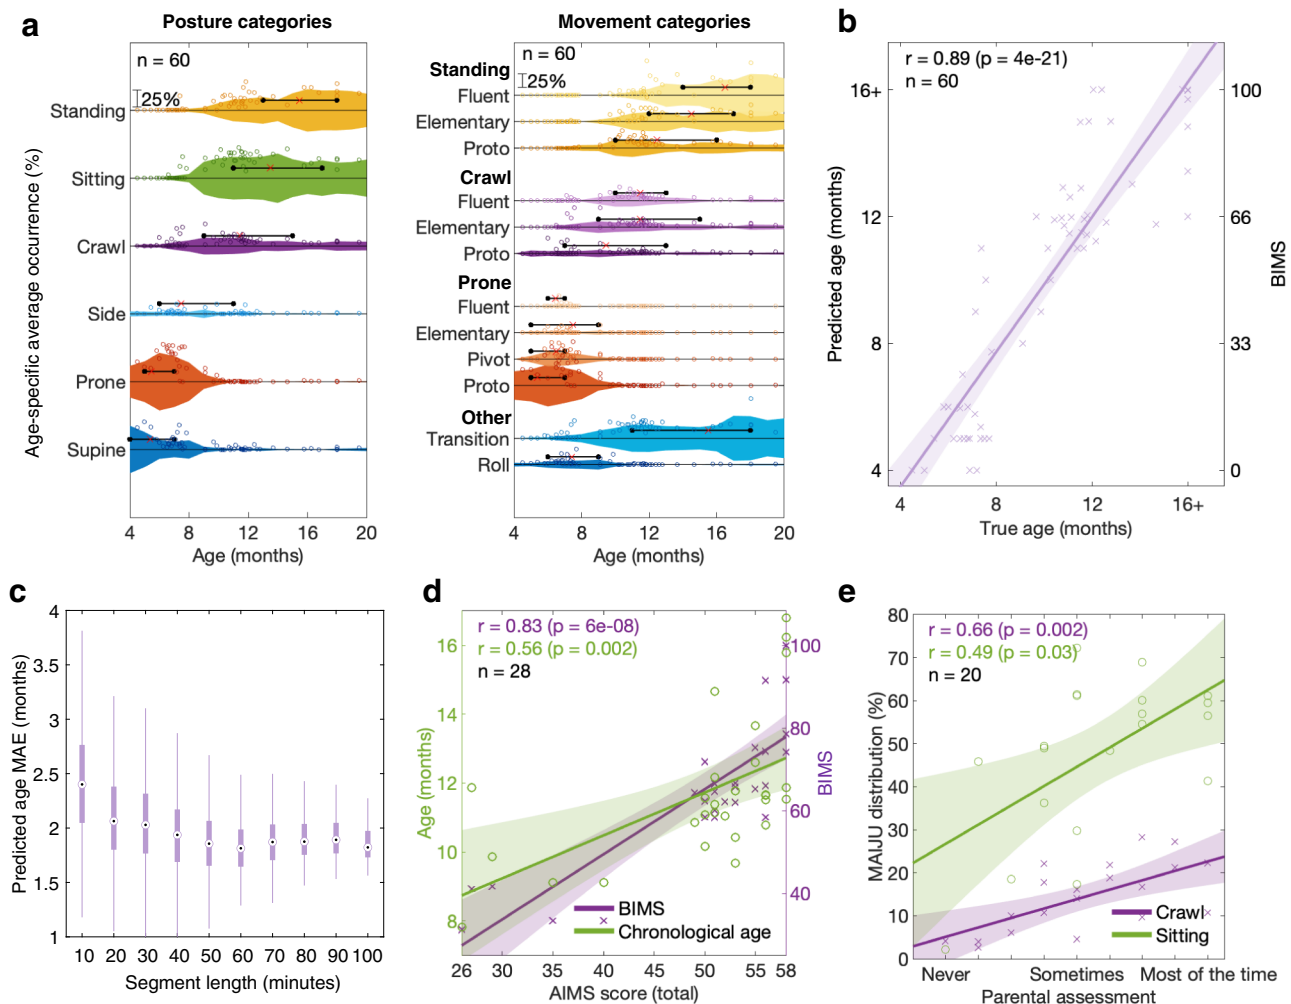 a
Posture categories
n = 60
25%
Standing
Sitting
Crawl
Side
Prone
Supine
Age-specific average occurrence (%)
4 8 12 16 20
Age (months)
Movement categories
n = 60
25%
Standing
Fluent
Elementary
Proto
Crawl
Fluent
Elementary
Proto
Prone
Fluent
Elementary
Pivot
Proto
Other
Transition
Roll
4 8 12 16 20
Age (months)
b
r = 0.89 (p = 4e-21)
n = 60
16+
12
8
4
Predicted age (months)
100
66
33
0
BIMS
4 8 12 16+
True age (months)
c
4
3.5
3
2.5
2
1.5
1
Predicted age MAE (months)
10 20 30 40 50 60 70 80 90 100
Segment length (minutes)
d
r = 0.83 (p = 6e-08)
r = 0.56 (p = 0.002)
n = 28
16
14
12
10
8
Age (months)
100
80
60
40
BIMS
BIMS
Chronological age
26 30 35 40 45 50 55 58
AIMS score (total)
e
r = 0.66 (p = 0.002)
r = 0.49 (p = 0.03)
n = 20
80
70
60
50
40
30
20
10
0
MAIJU distribution (%)
Crawl
Sitting
Never Sometimes Most of the time
Parental assessment